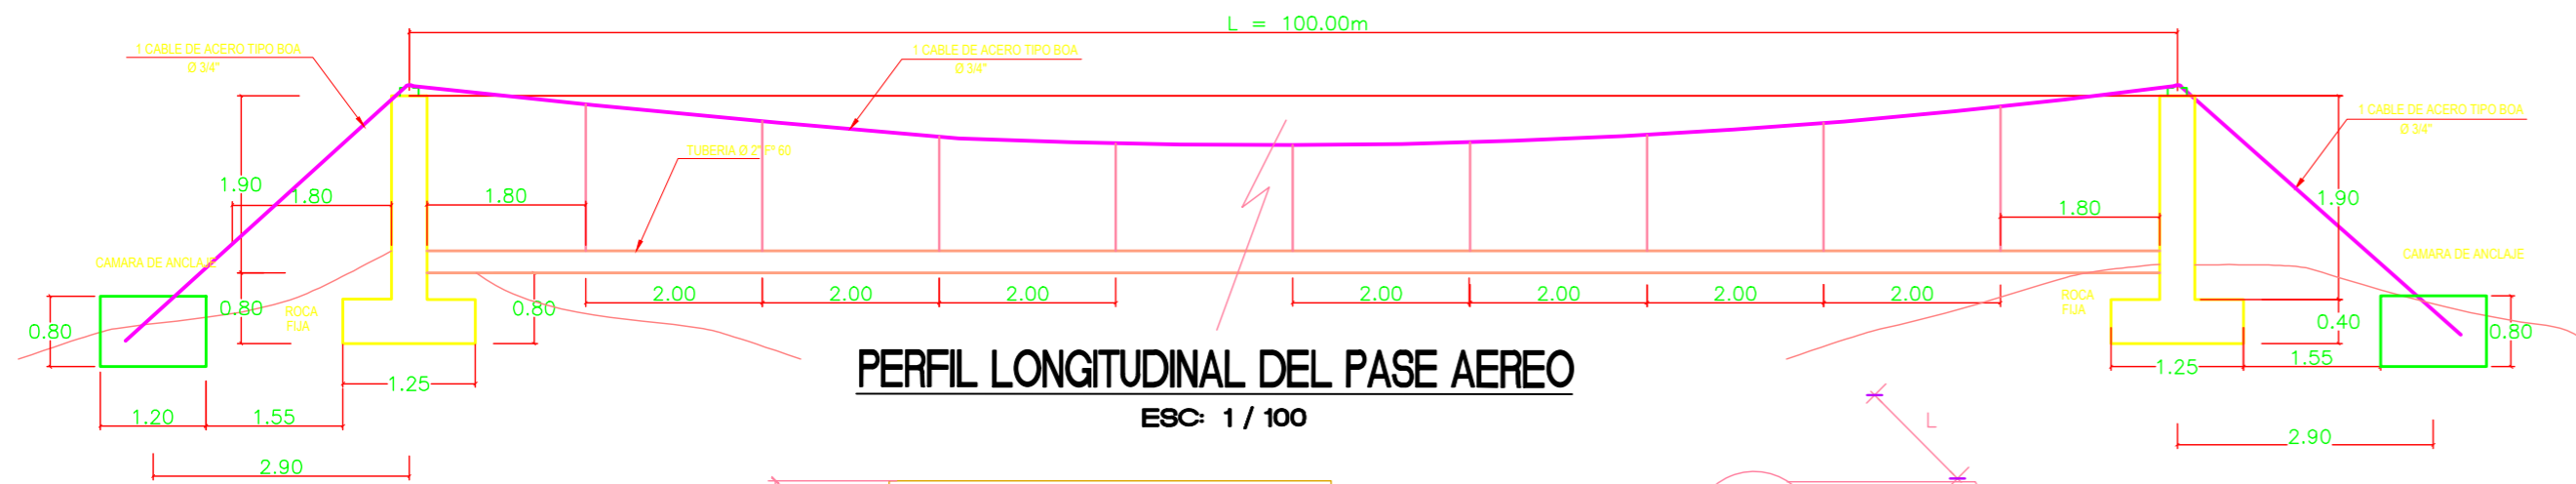 L = 100.00m
1 CABLE DE ACERO TIPO BOA
Ø 3/4"
1 CABLE DE ACERO TIPO BOA
Ø 3/4"
1 CABLE DE ACERO TIPO BOA
Ø 3/4"
TUBERIA Ø 2" F° 60
1.90
1.80
1.80
1.80
1.90
CAMARA DE ANCLAJE
CAMARA DE ANCLAJE
0.80
0.80
ROCA
FIJA
0.80
2.00
2.00
2.00
2.00
2.00
2.00
2.00
ROCA
FIJA
0.40
0.80
1.25
1.20
1.55
2.90
1.25
1.55
2.90
PERFIL LONGITUDINAL DEL PASE AEREO
ESC: 1 / 100
L